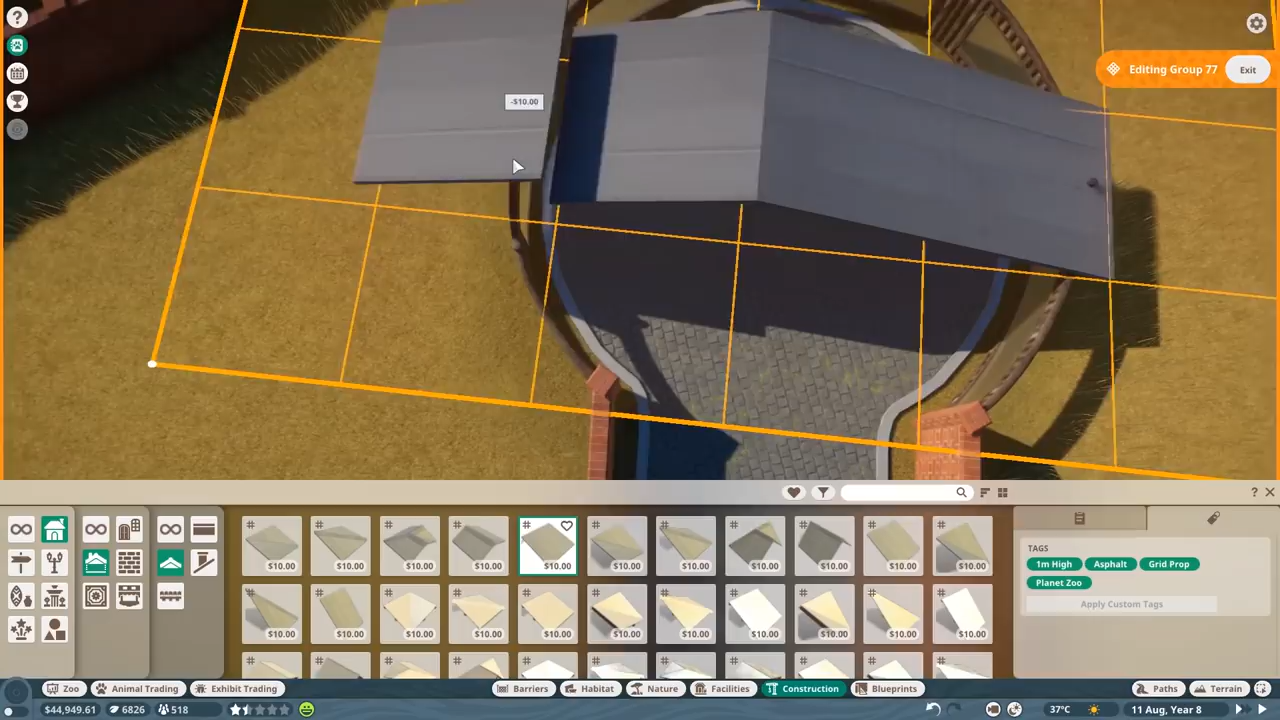 ?
Editing Group 77
Exit
-$10.00
? ✕
# # # # # # # # # # #
$10.00 $10.00 $10.00 $10.00 $10.00 $10.00 $10.00 $10.00 $10.00 $10.00 $10.00
# # # # # # # # # # #
$10.00 $10.00 $10.00 $10.00 $10.00 $10.00 $10.00 $10.00 $10.00 $10.00 $10.00
# # # # # # # # # # #
TAGS
1m High Asphalt Grid Prop
Planet Zoo
Apply Custom Tags
Zoo Animal Trading Exhibit Trading Barriers Habitat Nature Facilities Construction Blueprints Paths Terrain
$44,949.61 6826 518 37°C 11 Aug, Year 8